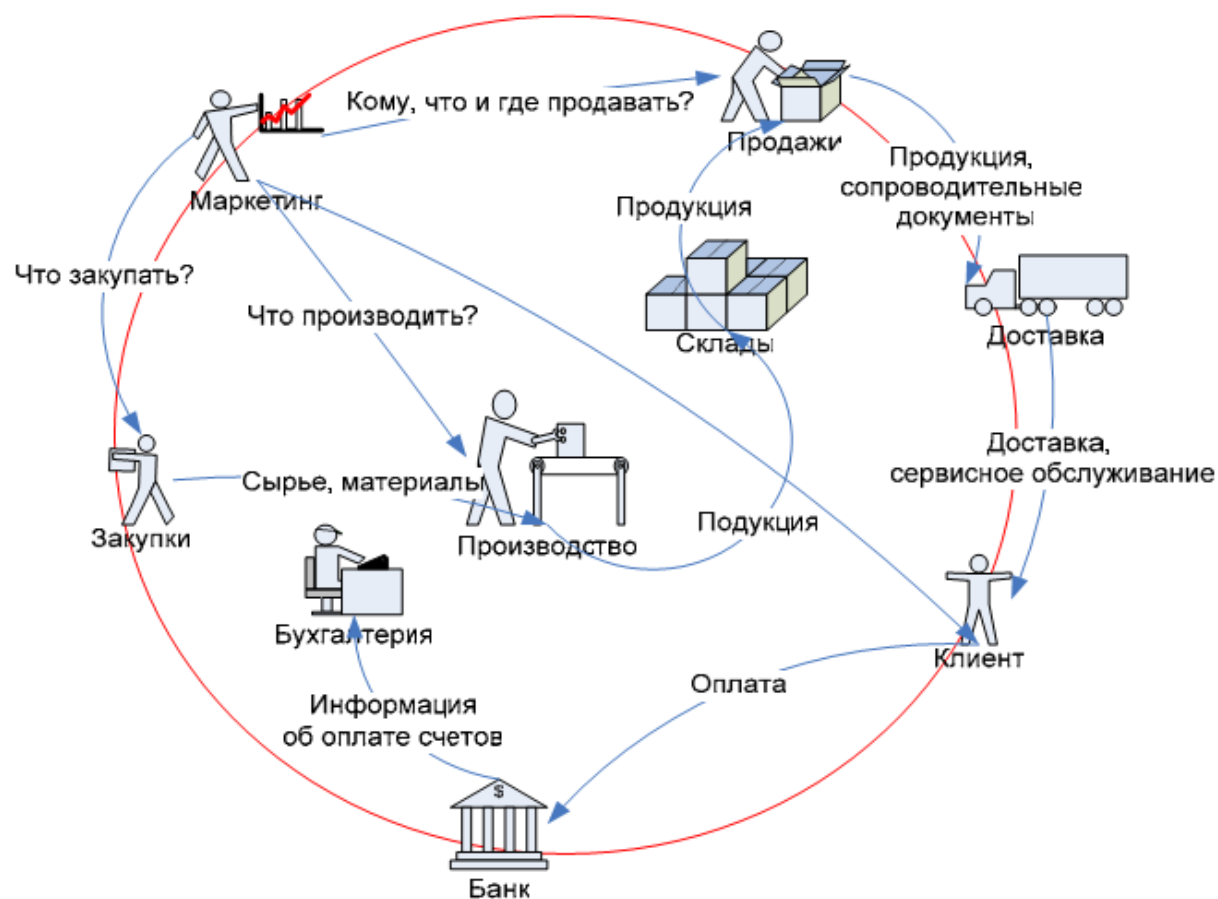 Кому, что и где продавать?
Продажи
Маркетинг
Продукция,
сопроводительные
документы
Продукция
Что закупать?
Что производить?
Склады
Доставка
Доставка,
сервисное обслуживание
Сырье, материалы
Подукция
Закупки
Производство
Бухгалтерия
Клиент
Оплата
Информация
об оплате счетов
$
Банк